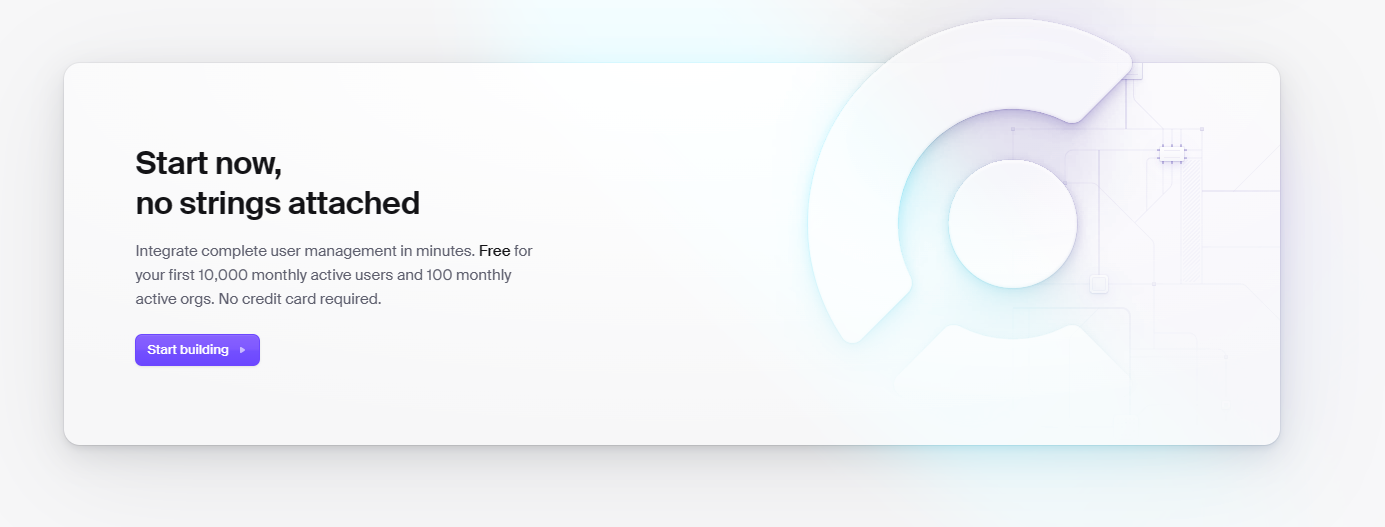 Start now,
no strings attached
Integrate complete user management in minutes. Free for
your first 10,000 monthly active users and 100 monthly
active orgs. No credit card required.
Start building